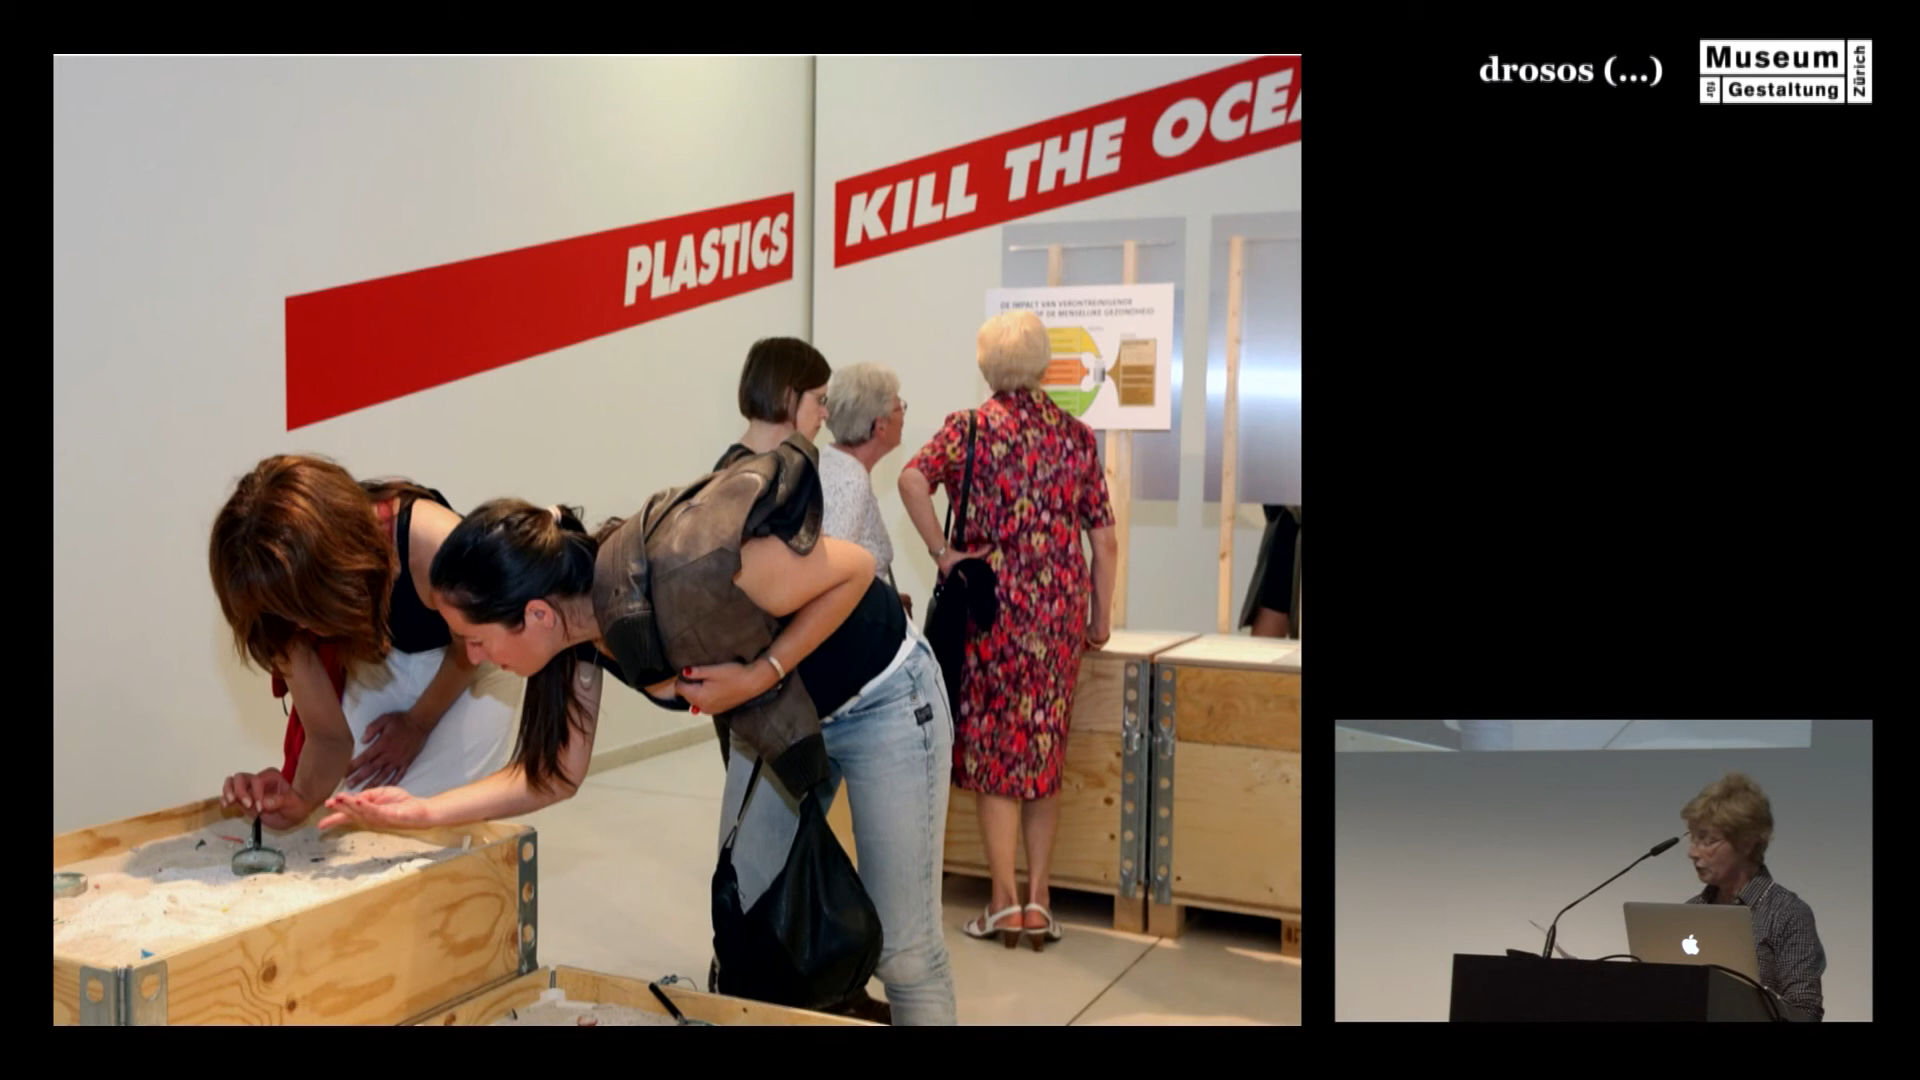 drosos (...)
Museum
für Gestaltung
Zürich
PLASTICS
KILL THE OCEA
DE IMPACT VAN VERONTREINIGENDE
OP DE MENSELIJKE GEZONDHEID